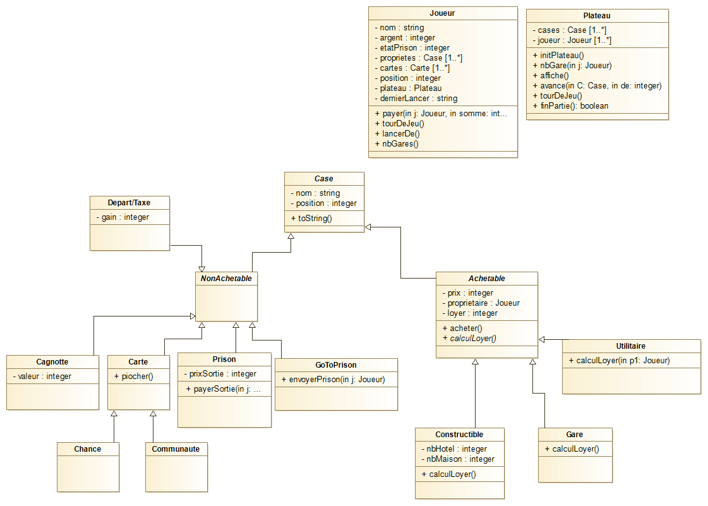 Joueur
- nom : string
- argent : integer
- etatPrison : integer
- proprietes : Case [1..*]
- cartes : Carte [1..*]
- position : integer
- plateau : Plateau
- dernierLancer : string
+ payer(in j: Joueur, in somme: int...
+ tourDeJeu()
+ lancerDe()
+ nbGares()
Plateau
- cases : Case [1..*]
- joueur : Joueur [1..*]
+ initPlateau()
+ nbGare(in j: Joueur)
+ affiche()
+ avance(in C: Case, in de: integer)
+ tourDeJeu()
+ finPartie(): boolean
Case
- nom : string
- position : integer
+ toString()
Depart/Taxe
- gain : integer
NonAchetable
Achetable
- prix : integer
- proprietaire : Joueur
- loyer : integer
+ acheter()
+ calculLoyer()
Cagnotte
- valeur : integer
Carte
+ piocher()
Prison
- prixSortie : integer
+ payerSortie(in j: ...
GoToPrison
+ envoyerPrison(in j: Joueur)
Utilitaire
+ calculLoyer(in p1: Joueur)
Chance
Communaute
Constructible
- nbHotel : integer
- nbMaison : integer
+ calculLoyer()
Gare
+ calculLoyer()